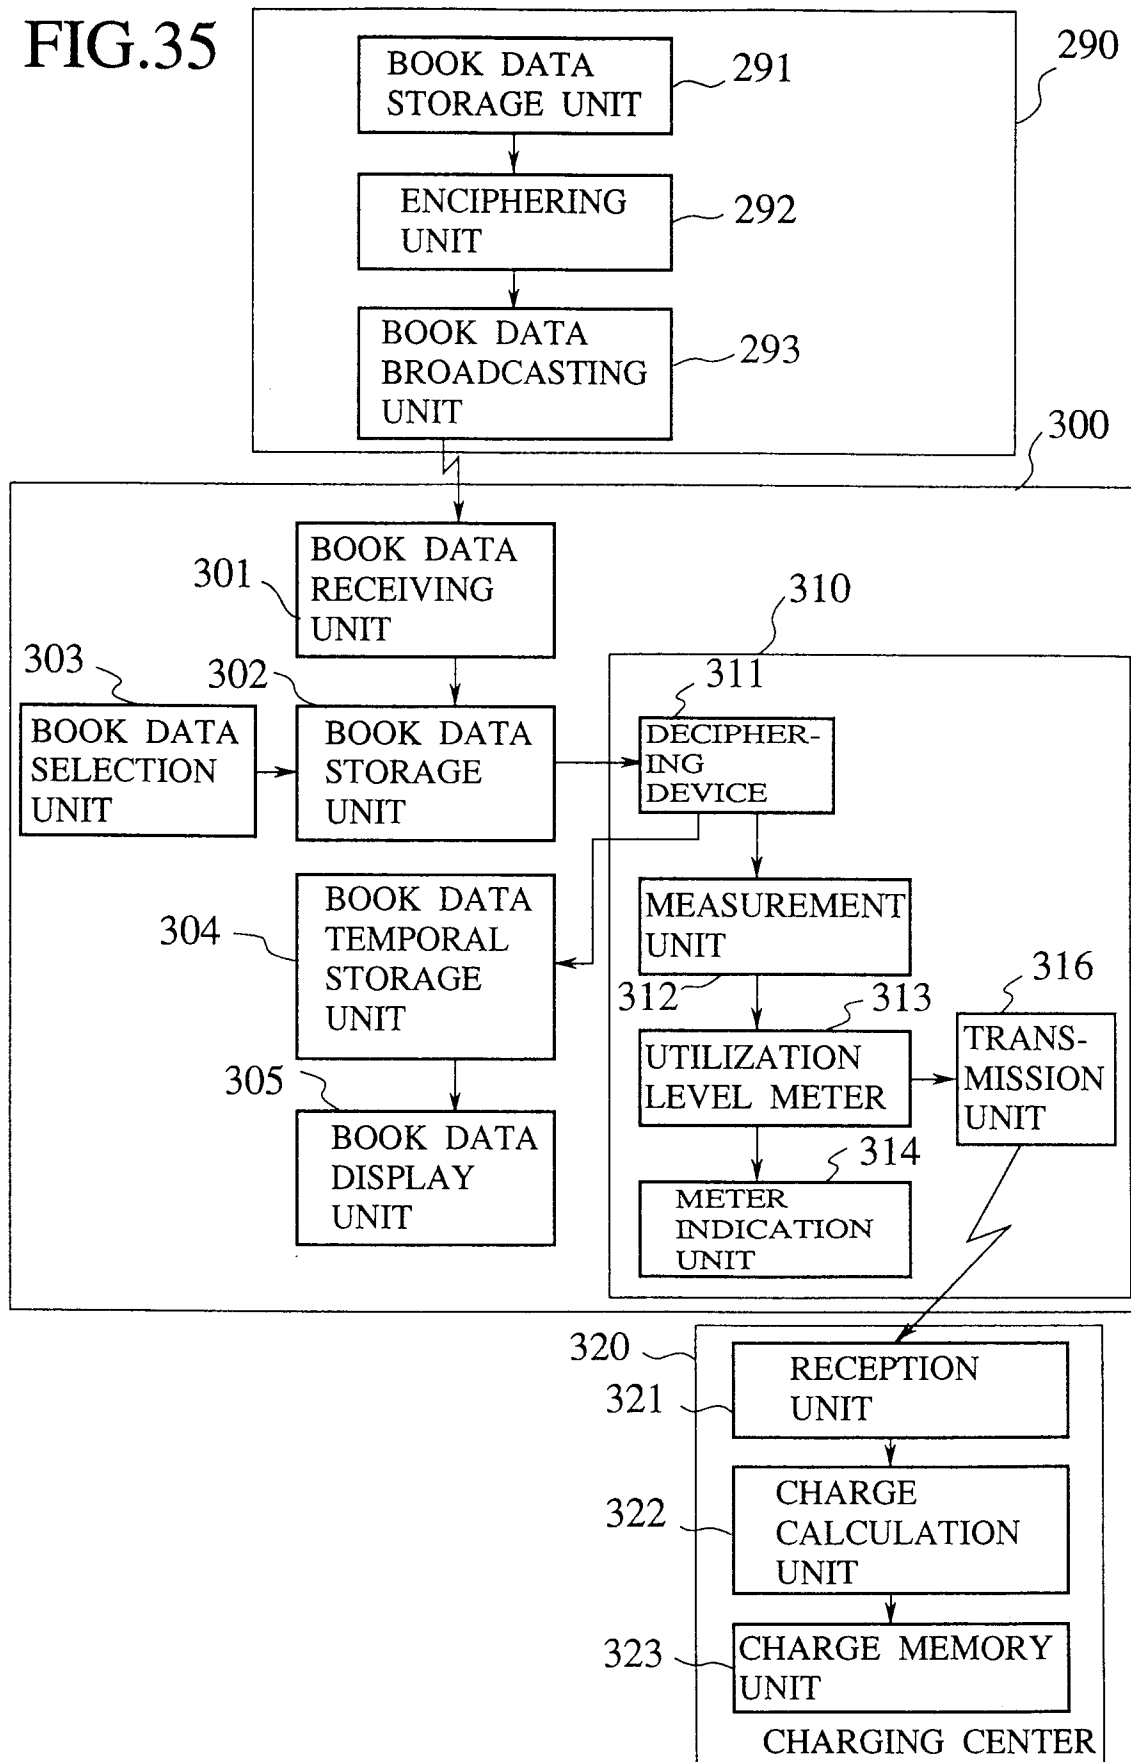 FIG.35
290
BOOK DATA
STORAGE UNIT
291
ENCIPHERING
UNIT
292
BOOK DATA
BROADCASTING
UNIT
293
300
301
BOOK DATA
RECEIVING
UNIT
310
303
302
311
BOOK DATA
SELECTION
UNIT
BOOK DATA
STORAGE
UNIT
DECIPHER-
ING
DEVICE
304
BOOK DATA
TEMPORAL
STORAGE
UNIT
MEASUREMENT
UNIT
312
313
316
UTILIZATION
LEVEL METER
TRANS-
MISSION
UNIT
305
BOOK DATA
DISPLAY
UNIT
314
METER
INDICATION
UNIT
320
321
RECEPTION
UNIT
322
CHARGE
CALCULATION
UNIT
323
CHARGE MEMORY
UNIT
CHARGING CENTER